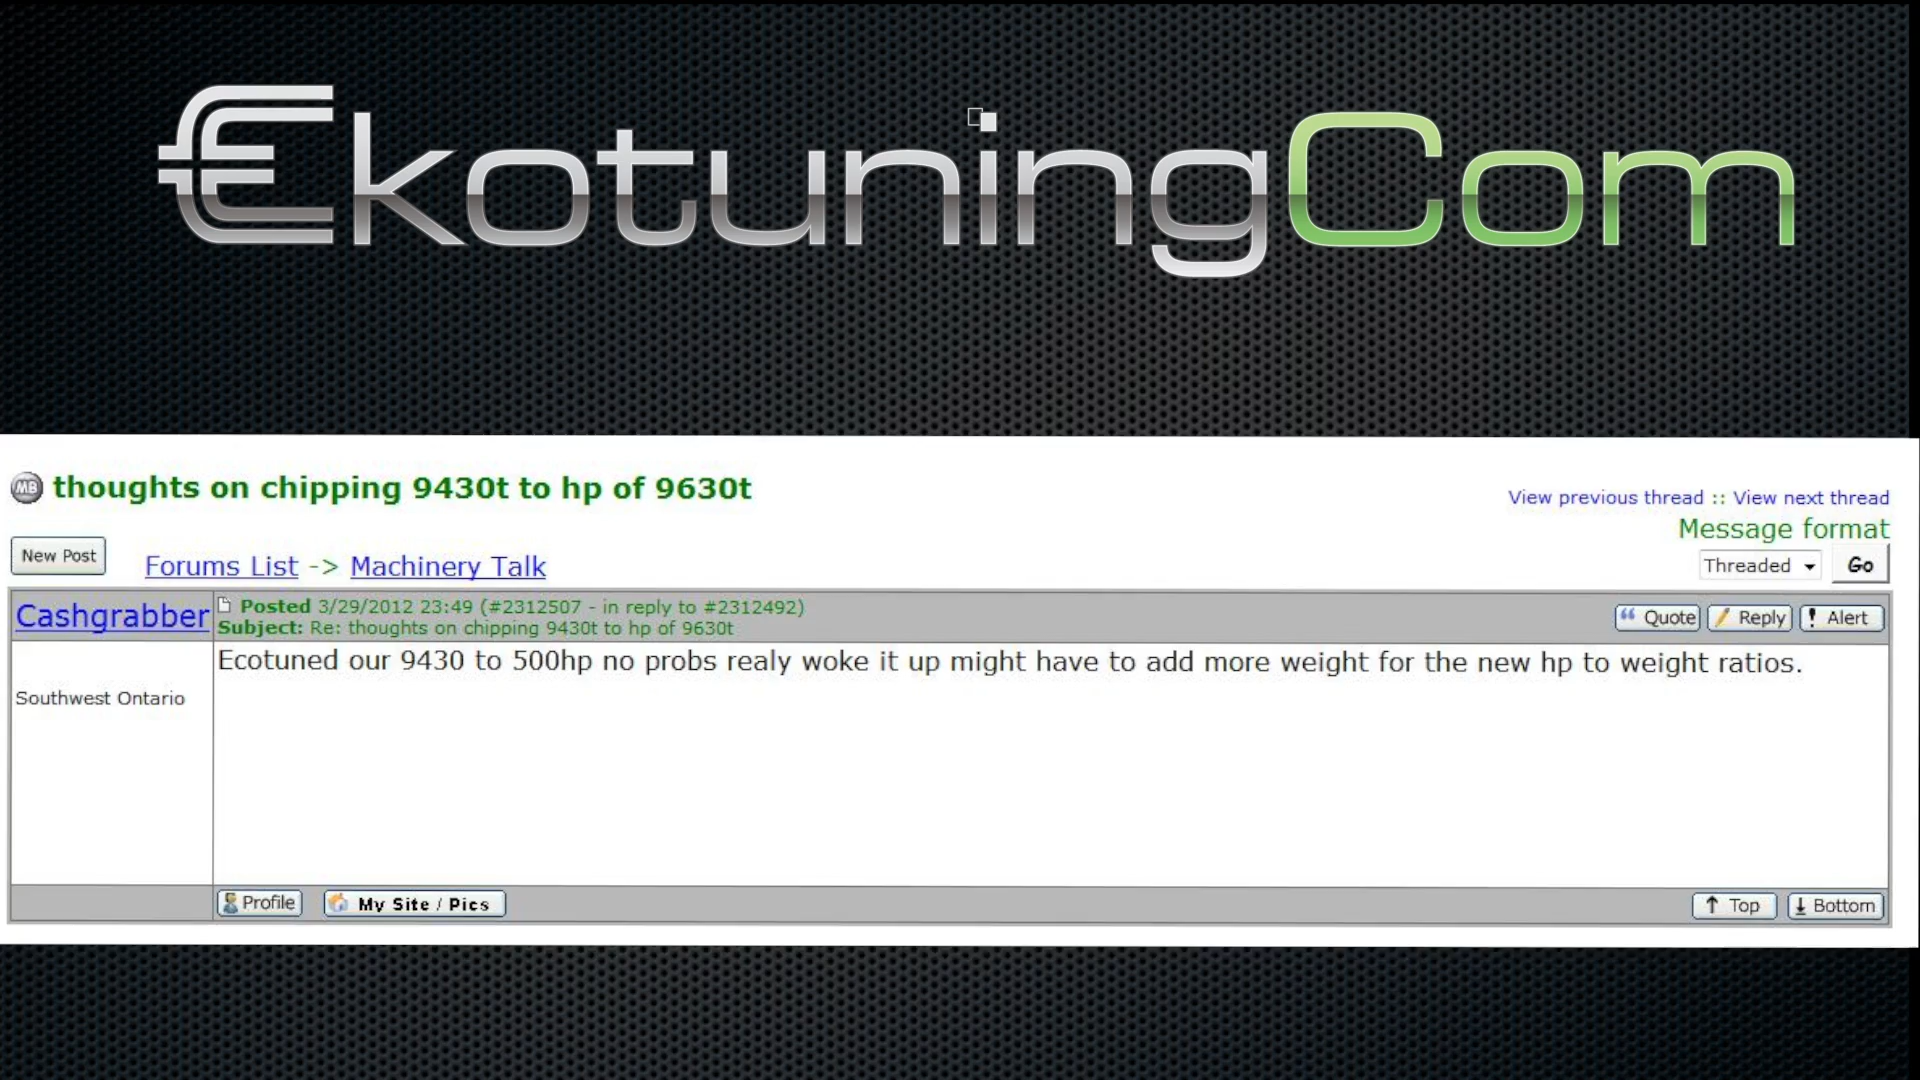 EkotuningCom
MB thoughts on chipping 9430t to hp of 9630t
View previous thread :: View next thread
Message format
New Post Forums List -> Machinery Talk
Threaded Go
Cashgrabber
Posted 3/29/2012 23:49 (#2312507 - in reply to #2312492)
Subject: Re: thoughts on chipping 9430t to hp of 9630t
Quote Reply Alert
Ecotuned our 9430 to 500hp no probs realy woke it up might have to add more weight for the new hp to weight ratios.
Southwest Ontario
Profile My Site / Pics Top Bottom